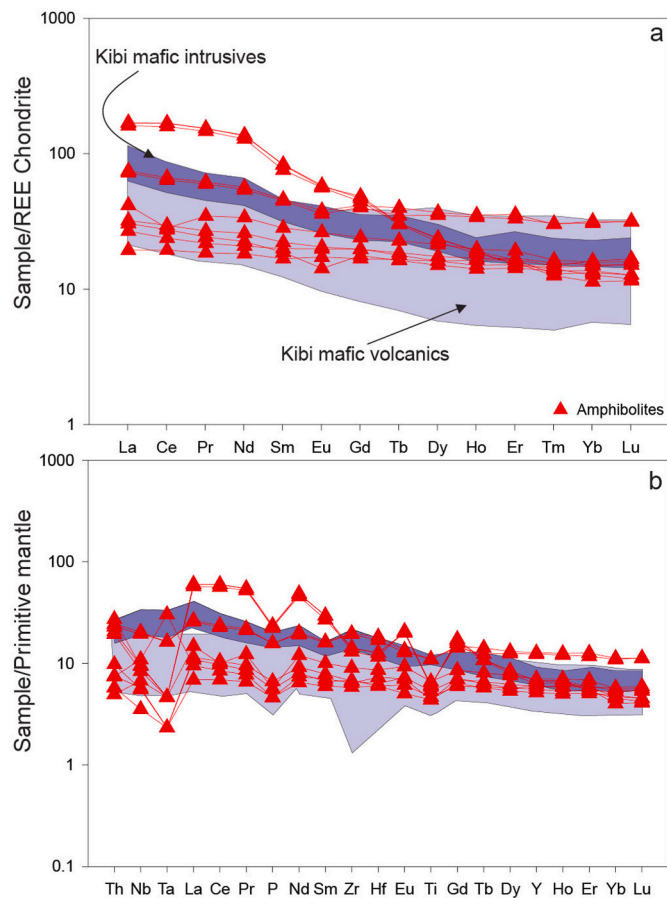 1000
a
Kibi mafic intrusives
100
Sample/REE Chondrite
10
Kibi mafic volcanics
Amphibolites
1
La Ce Pr Nd Sm Eu Gd Tb Dy Ho Er Tm Yb Lu
1000
b
100
Sample/Primitive mantle
10
1
0.1
Th Nb Ta La Ce Pr P Nd Sm Zr Hf Eu Ti Gd Tb Dy Y Ho Er Yb Lu